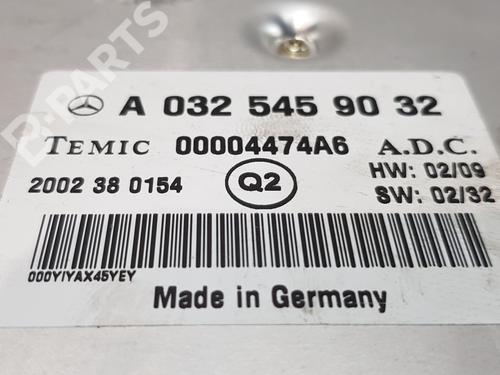 B-PARTS
A 032 545 90 32
TEMIC 00004474A6 A.D.C.
2002 38 0154 Q2 HW: 02/09
SW: 02/32
000YIYAX45YEY
Made in Germany